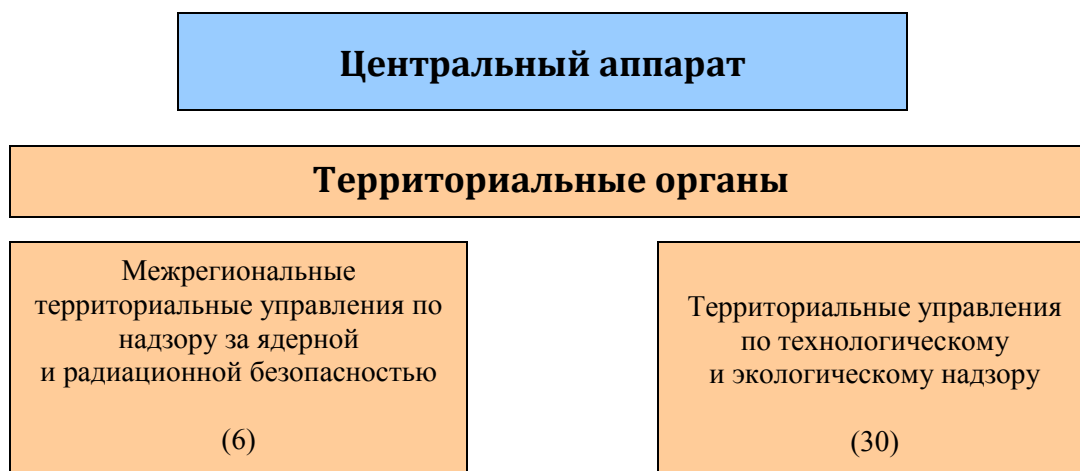 Центральный аппарат
Территориальные органы
Межрегиональные
территориальные управления по
надзору за ядерной
и радиационной безопасностью
(6)
Территориальные управления
по технологическому
и экологическому надзору
(30)